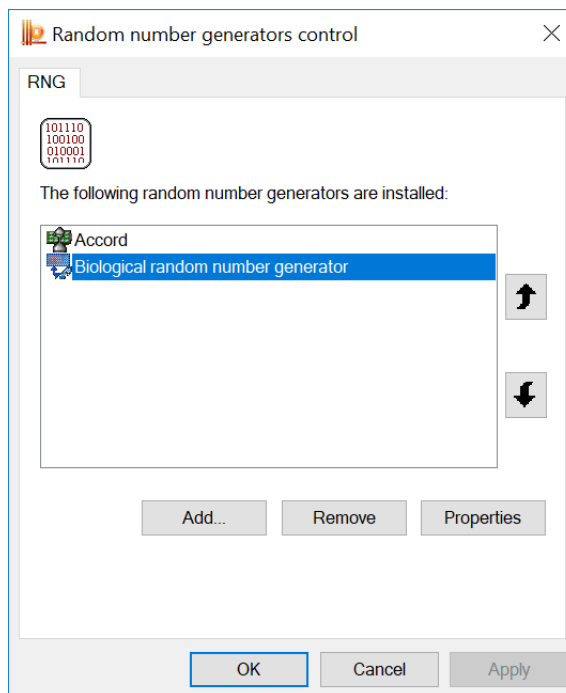 Random number generators control
RNG
101110
100100
010001
101110
The following random number generators are installed:
Accord
Biological random number generator
Add...
Remove
Properties
OK
Cancel
Apply